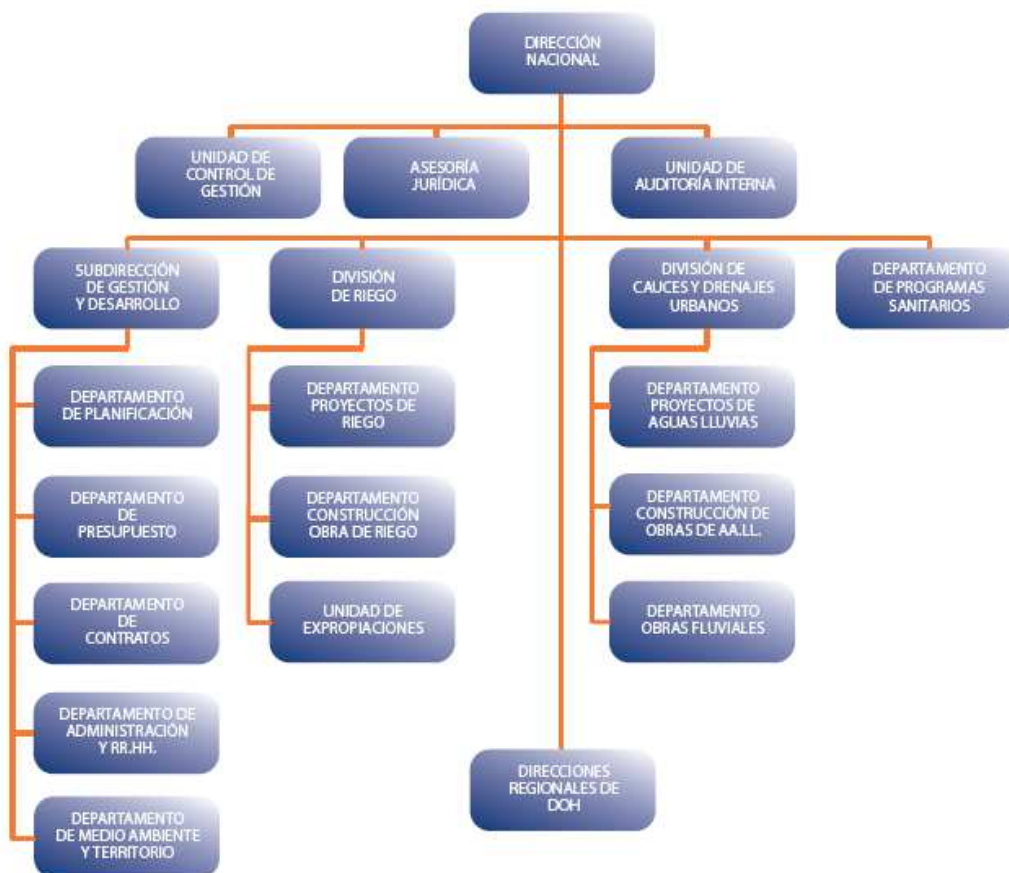 DIRECCIÓN
NACIONAL
UNIDAD DE
CONTROL DE
GESTIÓN
ASESORÍA
JURÍDICA
UNIDAD DE
AUDITORÍA INTERNA
SUBDIRECCIÓN
DE GESTIÓN
Y DESARROLLO
DIVISIÓN
DE RIEGO
DIVISIÓN DE
CAUCES Y DRENAJES
URBANOS
DEPARTAMENTO
DE PROGRAMAS
SANITARIOS
DEPARTAMENTO
DE PLANIFICACIÓN
DEPARTAMENTO
PROYECTOS DE
RIEGO
DEPARTAMENTO
PROYECTOS DE
AGUAS LLUVIAS
DEPARTAMENTO
DE
PRESUPUESTO
DEPARTAMENTO
CONSTRUCCIÓN
OBRA DE RIEGO
DEPARTAMENTO
CONSTRUCCIÓN DE
OBRAS DE AA.LL.
DEPARTAMENTO
DE
CONTRATOS
UNIDAD DE
EXPROPIACIONES
DEPARTAMENTO
OBRAS FLUVIALES
DEPARTAMENTO DE
ADMINISTRACIÓN
Y RR.HH.
DIRECCIONES
REGIONALES DE
DOH
DEPARTAMENTO
DE MEDIO AMBIENTE
Y TERRITORIO